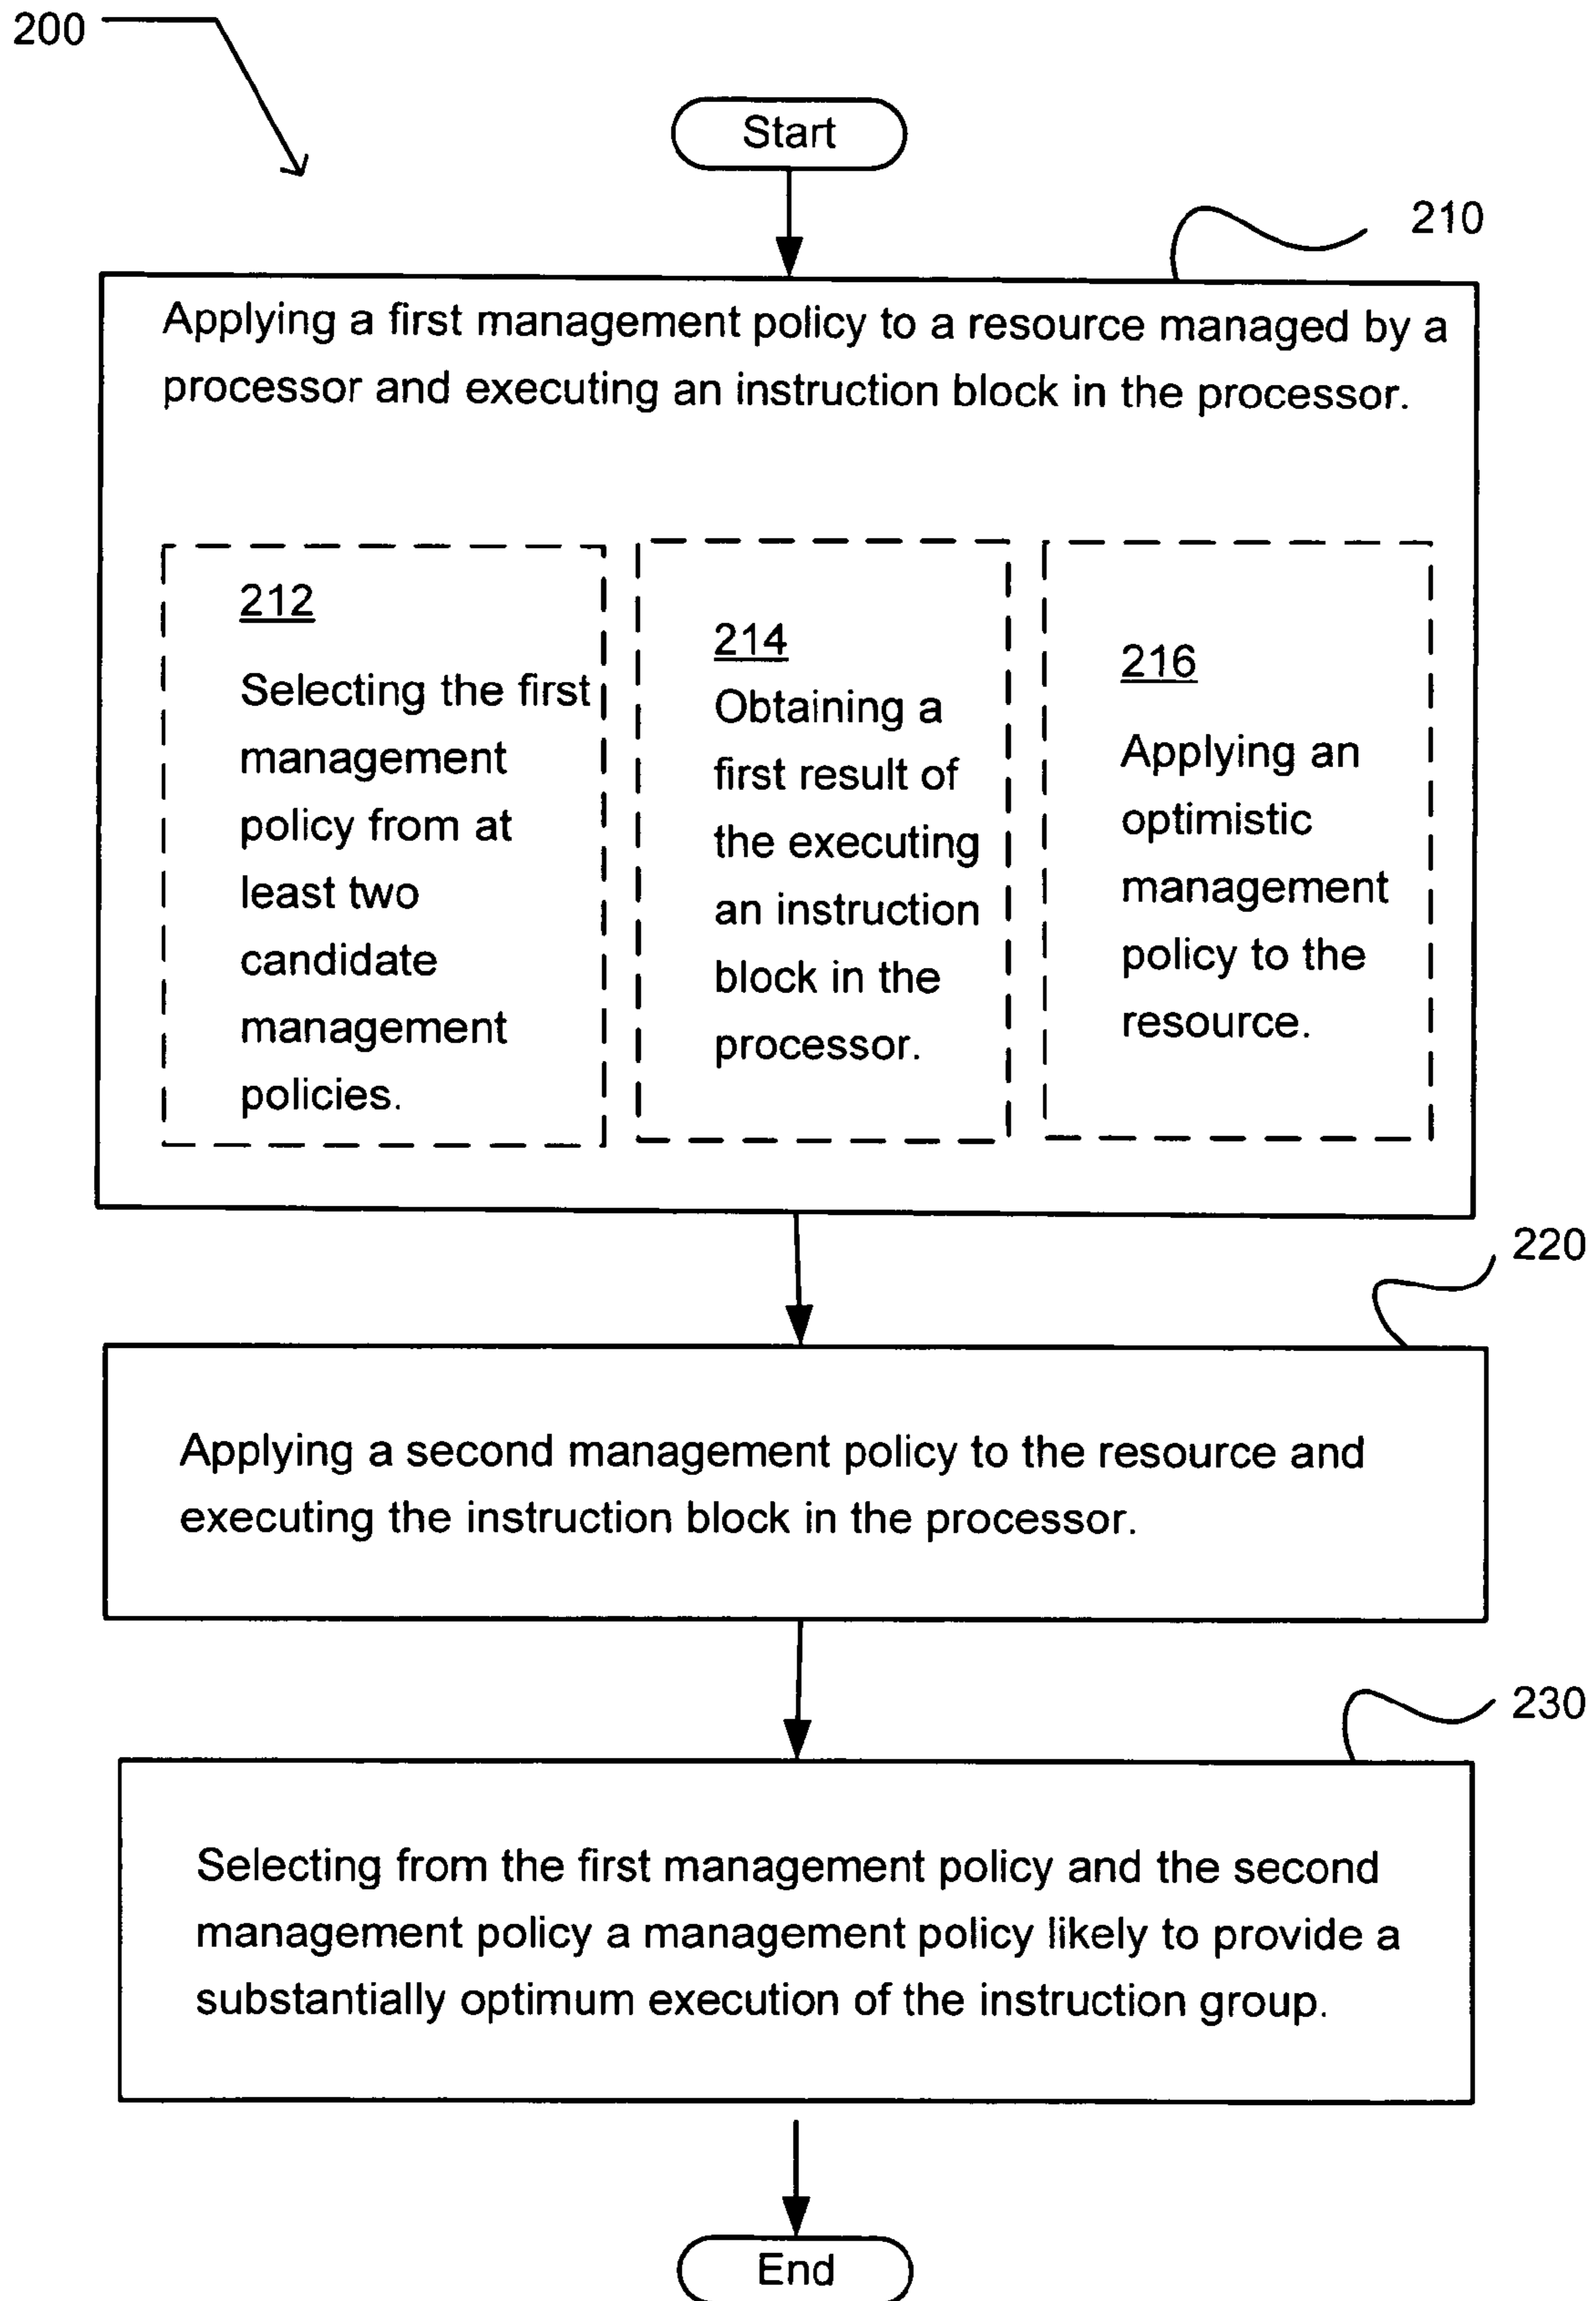 200
Start
210
Applying a first management policy to a resource managed by a
processor and executing an instruction block in the processor.
212
Selecting the first
management
policy from at
least two
candidate
management
policies.
214
Obtaining a
first result of
the executing
an instruction
block in the
processor.
216
Applying an
optimistic
management
policy to the
resource.
220
Applying a second management policy to the resource and
executing the instruction block in the processor.
230
Selecting from the first management policy and the second
management policy a management policy likely to provide a
substantially optimum execution of the instruction group.
End